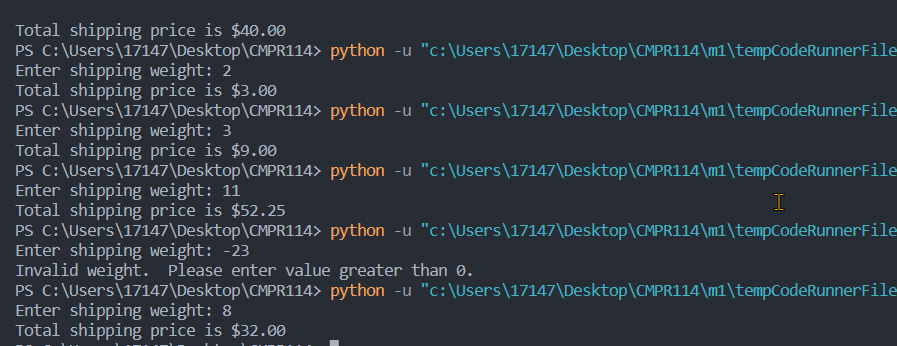 Total shipping price is $40.00
PS C:\Users\17147\Desktop\CMPR114> python -u "c:\Users\17147\Desktop\CMPR114\m1\tempCodeRunnerFile
Enter shipping weight: 2
Total shipping price is $3.00
PS C:\Users\17147\Desktop\CMPR114> python -u "c:\Users\17147\Desktop\CMPR114\m1\tempCodeRunnerFile
Enter shipping weight: 3
Total shipping price is $9.00
PS C:\Users\17147\Desktop\CMPR114> python -u "c:\Users\17147\Desktop\CMPR114\m1\tempCodeRunnerFile
Enter shipping weight: 11
Total shipping price is $52.25
PS C:\Users\17147\Desktop\CMPR114> python -u "c:\Users\17147\Desktop\CMPR114\m1\tempCodeRunnerFile
Enter shipping weight: -23
Invalid weight.  Please enter value greater than 0.
PS C:\Users\17147\Desktop\CMPR114> python -u "c:\Users\17147\Desktop\CMPR114\m1\tempCodeRunnerFile
Enter shipping weight: 8
Total shipping price is $32.00